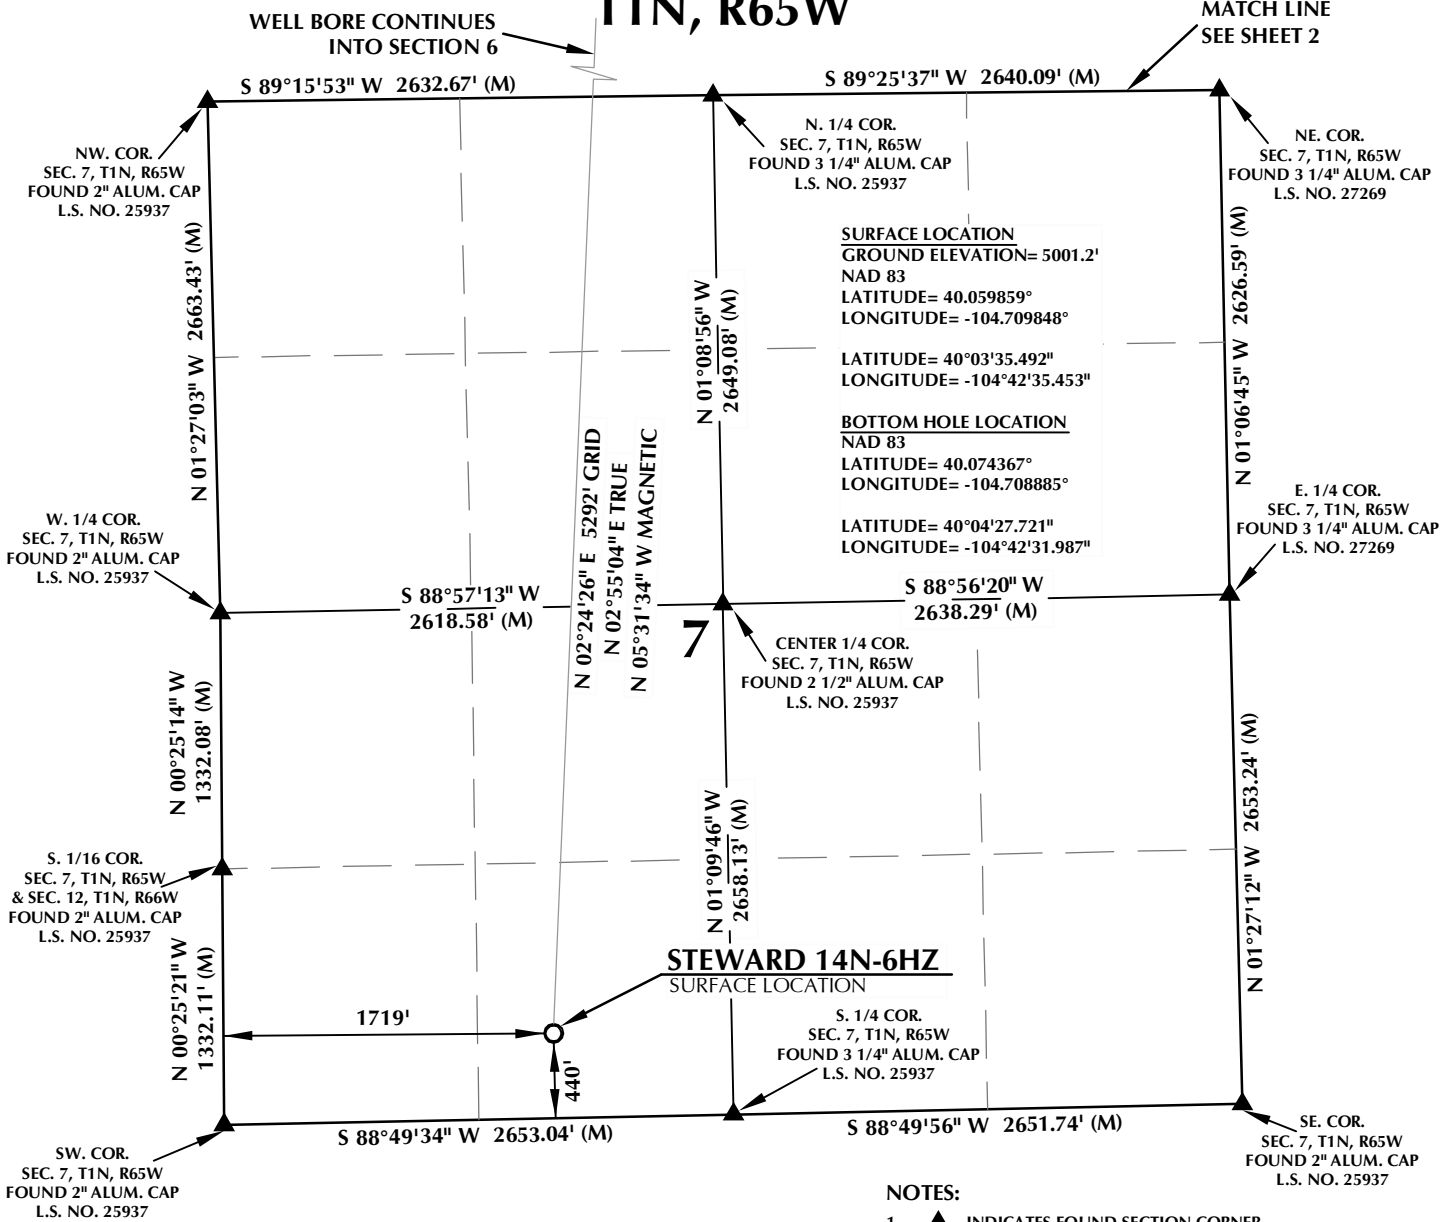 T1N, R65W
WELL BORE CONTINUES
INTO SECTION 6
MATCH LINE
SEE SHEET 2
S 89°15'53" W 2632.67' (M)
S 89°25'37" W 2640.09' (M)
NW. COR.
SEC. 7, T1N, R65W
FOUND 2" ALUM. CAP
L.S. NO. 25937
N. 1/4 COR.
SEC. 7, T1N, R65W
FOUND 3 1/4" ALUM. CAP
L.S. NO. 25937
NE. COR.
SEC. 7, T1N, R65W
FOUND 3 1/4" ALUM. CAP
L.S. NO. 27269
N 01°27'03" W 2663.43' (M)
N 01°08'56" W
2649.08' (M)
SURFACE LOCATION
GROUND ELEVATION= 5001.2'
NAD 83
LATITUDE= 40.059859°
LONGITUDE= -104.709848°
LATITUDE= 40°03'35.492"
LONGITUDE= -104°42'35.453"
BOTTOM HOLE LOCATION
NAD 83
LATITUDE= 40.074367°
LONGITUDE= -104.708885°
LATITUDE= 40°04'27.721"
LONGITUDE= -104°42'31.987"
N 01°06'45" W 2626.59' (M)
N 02°24'26" E 5292' GRID
N 02°55'04" E TRUE
N 05°31'34" W MAGNETIC
W. 1/4 COR.
SEC. 7, T1N, R65W
FOUND 2" ALUM. CAP
L.S. NO. 25937
E. 1/4 COR.
SEC. 7, T1N, R65W
FOUND 3 1/4" ALUM. CAP
L.S. NO. 27269
S 88°57'13" W
2618.58' (M)
S 88°56'20" W
2638.29' (M)
7
CENTER 1/4 COR.
SEC. 7, T1N, R65W
FOUND 2 1/2" ALUM. CAP
L.S. NO. 25937
N 00°25'14" W
1332.08' (M)
N 01°09'46" W
2658.13' (M)
N 01°27'12" W 2653.24' (M)
S. 1/16 COR.
SEC. 7, T1N, R65W
& SEC. 12, T1N, R66W
FOUND 2" ALUM. CAP
L.S. NO. 25937
N 00°25'21" W
1332.11' (M)
STEWARD 14N-6HZ
SURFACE LOCATION
1719'
440'
S. 1/4 COR.
SEC. 7, T1N, R65W
FOUND 3 1/4" ALUM. CAP
L.S. NO. 25937
S 88°49'34" W 2653.04' (M)
S 88°49'56" W 2651.74' (M)
SW. COR.
SEC. 7, T1N, R65W
FOUND 2" ALUM. CAP
L.S. NO. 25937
SE. COR.
SEC. 7, T1N, R65W
FOUND 2" ALUM. CAP
L.S. NO. 25937
NOTES:
1. INDICATES FOUND SECTION CORNER